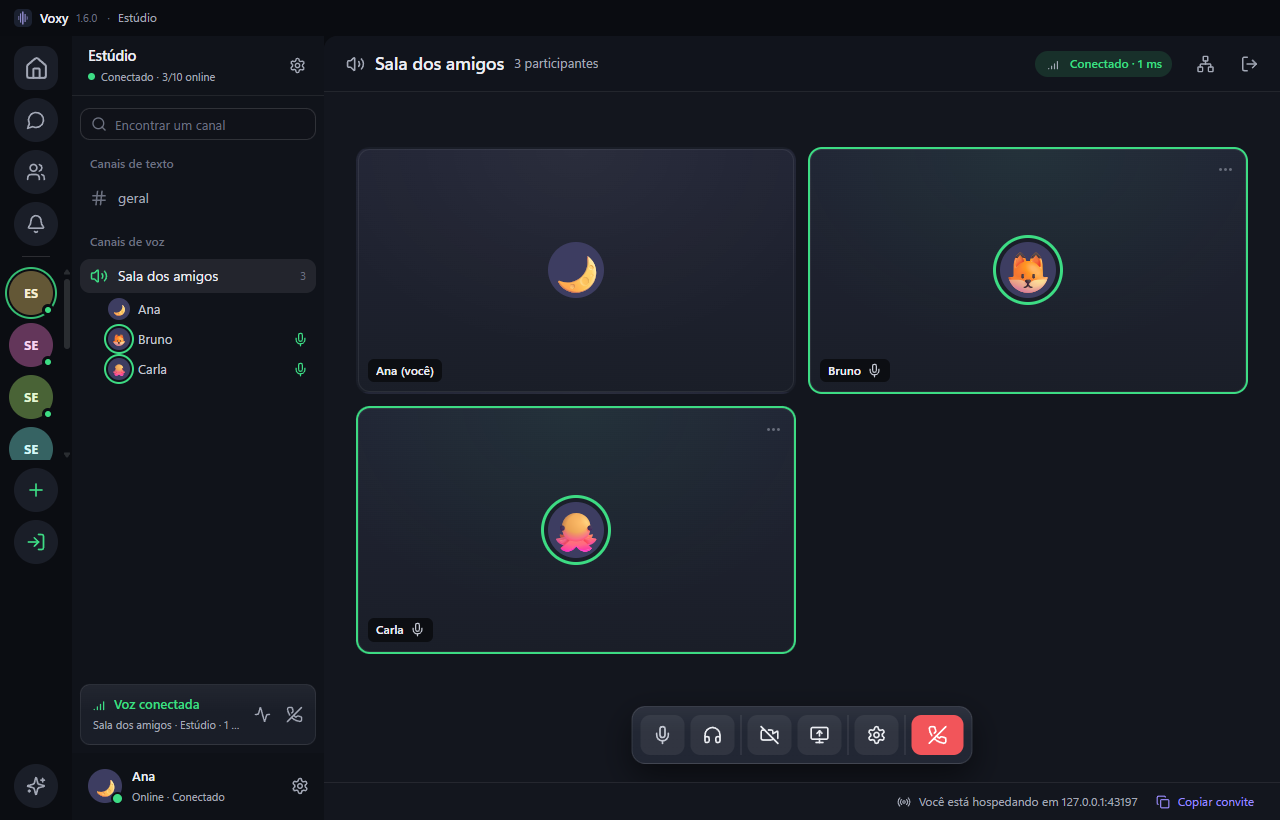 Voxy 1.6.0 · Estúdio
Estúdio
Conectado · 3/10 online
Encontrar um canal
Canais de texto
# geral
Canais de voz
Sala dos amigos 3
Ana
Bruno
Carla
ES
SE
SE
SE
Voz conectada
Sala dos amigos · Estúdio · 1 ...
Ana
Online · Conectado
Sala dos amigos 3 participantes
Conectado · 1 ms
Ana (você)
Bruno
Carla
Você está hospedando em 127.0.0.1:43197
Copiar convite